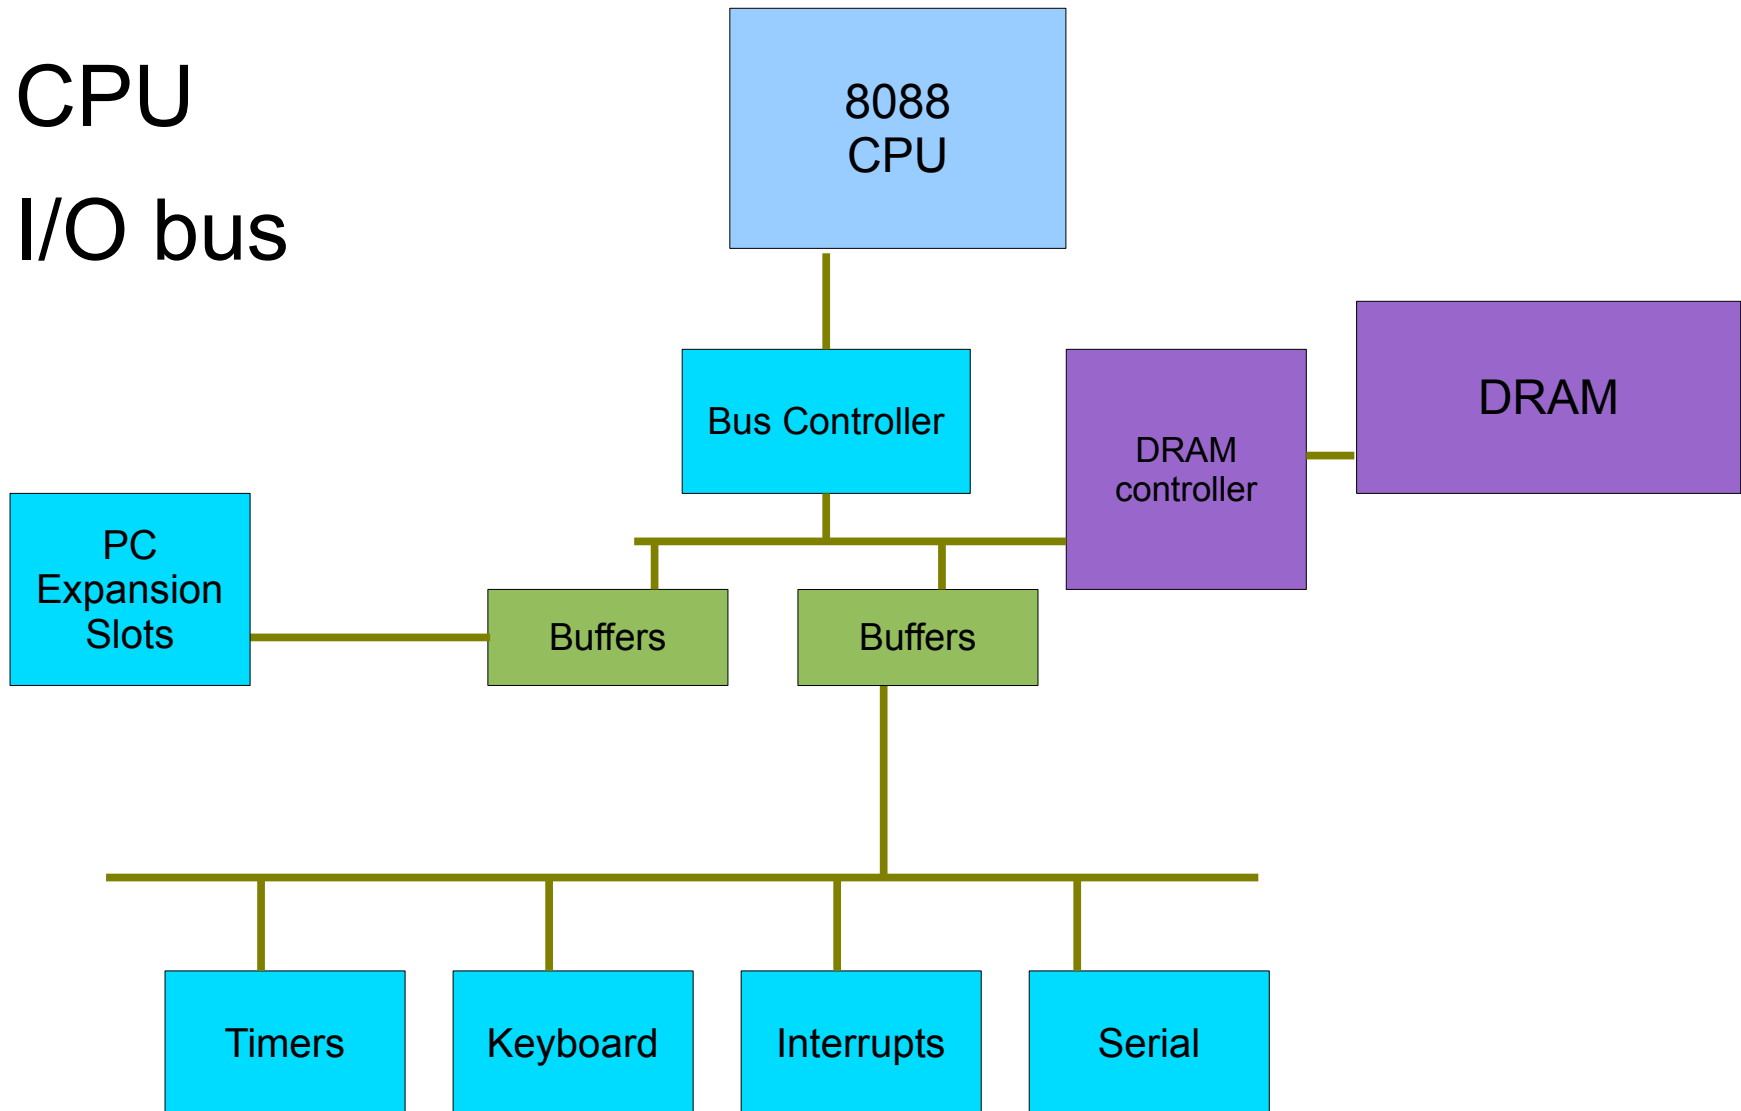 CPU
I/O bus
8088
CPU
Bus Controller
DRAM
controller
DRAM
PC
Expansion
Slots
Buffers
Buffers
Timers
Keyboard
Interrupts
Serial